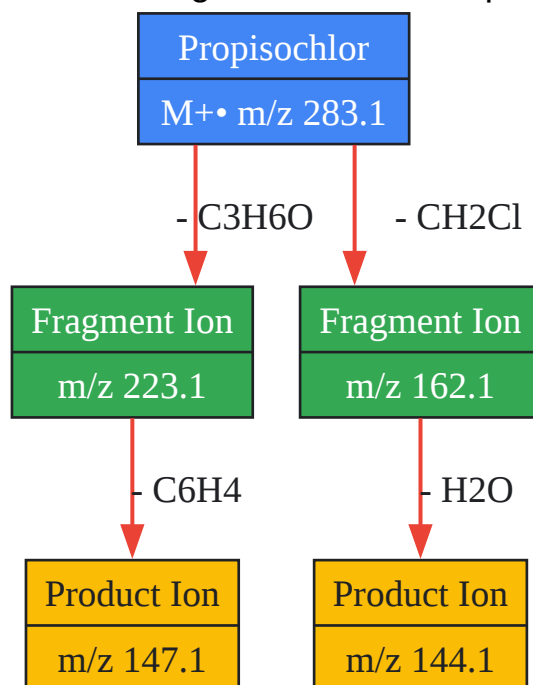 Propisochlor
M+• m/z 283.1
- C3H6O
- CH2Cl
Fragment Ion
m/z 223.1
Fragment Ion
m/z 162.1
- C6H4
- H2O
Product Ion
m/z 147.1
Product Ion
m/z 144.1